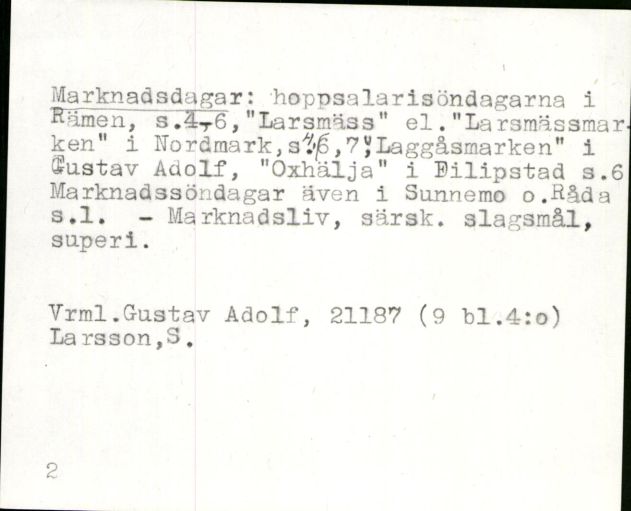 Marknadsdagar: hoppsalarisöndagarna i
Rämen, s.4-6,"Larsmäss" el."Larsmässmar-
ken" i Nordmark,s.6,7,"Laggåsmarken" i
Gustav Adolf, "Oxhälja" i Filipstad s.6
Marknadssöndagar även i Sunnemo o.Råda
s.1. - Marknadsliv, särsk. slagsmål,
superi.
Vrml.Gustav Adolf, 21187 (9 bl.4:o)
Larsson,S.
2